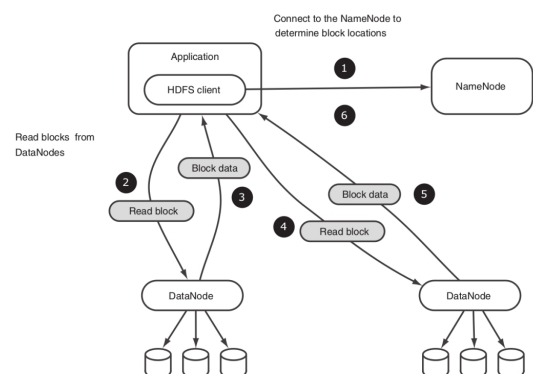 Connect to the NameNode to
determine block locations
Application
HDFS client
1
NameNode
6
Read blocks from
DataNodes
2
Block data
3
Read block
Block data
5
4
Read block
DataNode
DataNode